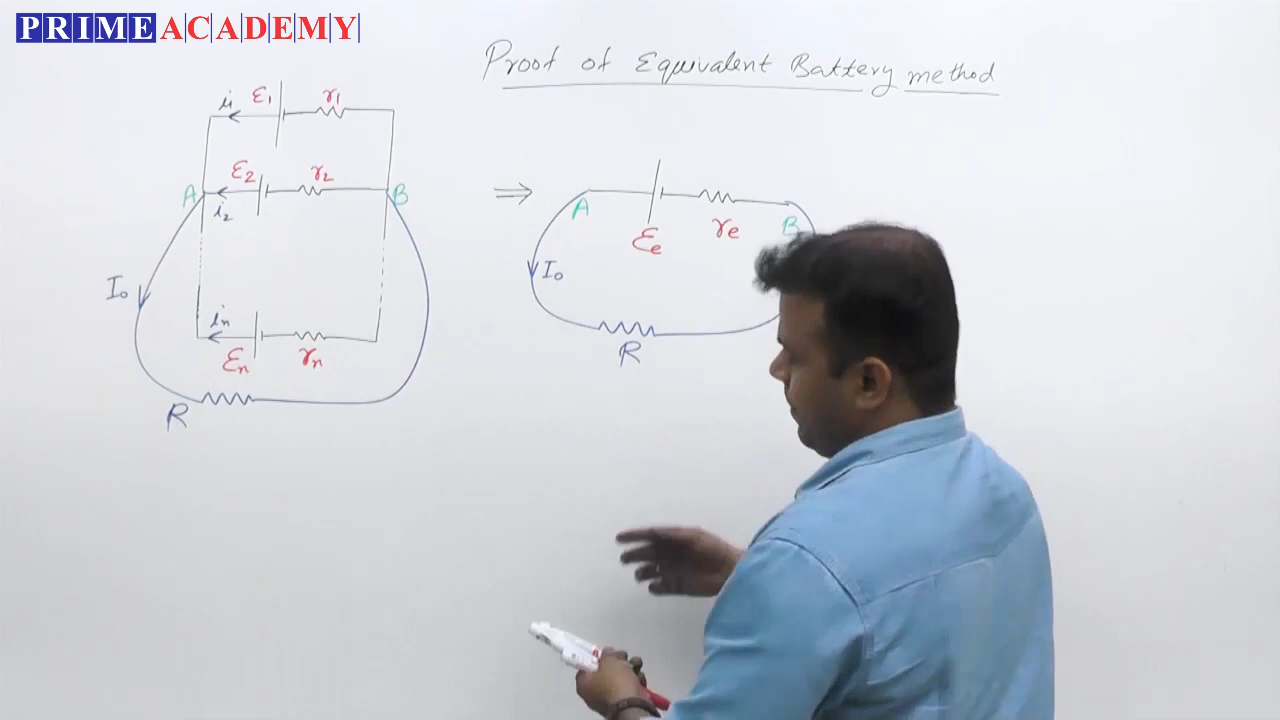 PRIME ACADEMY
Proof of Equivalent Battery method
i1 ε1 r1
A i2 ε2 r2 B
I0
in εn rn
R
⇒
A εe re B
I0
R